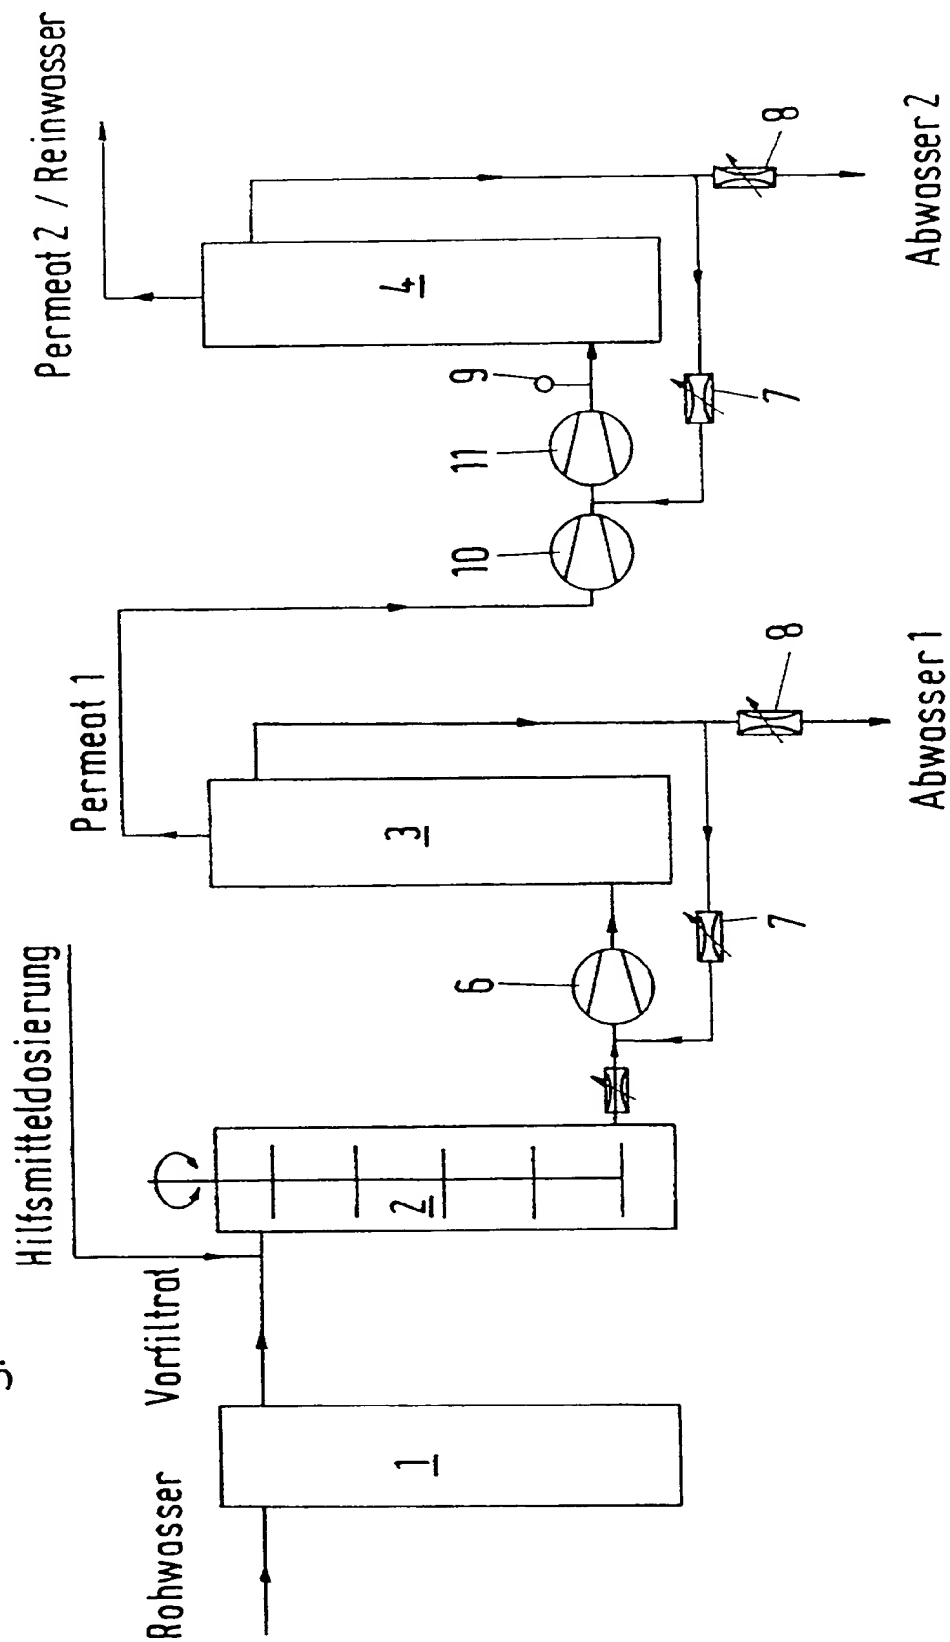 Rohwasser
Vorfiltrat
Hilfsmitteldosierung
Permeat 1
Permeat 2 / Reinwasser
1
2
3
4
6
10
11
9
7
8
7
8
Abwasser 1
Abwasser 2